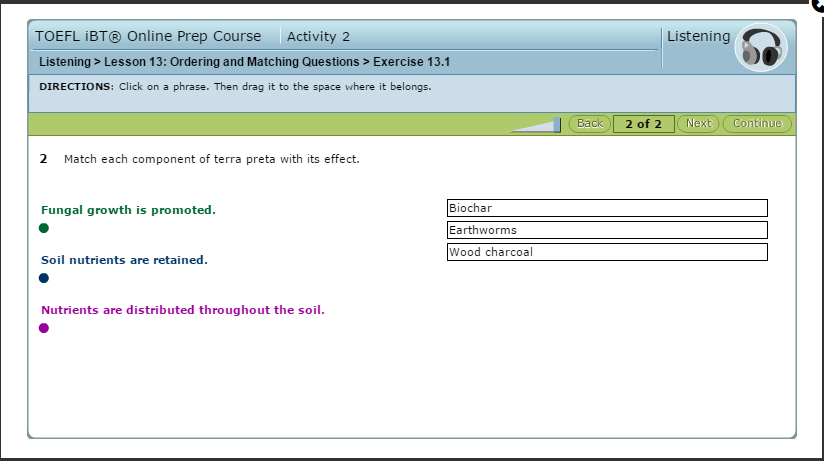 TOEFL iBT® Online Prep Course Activity 2 Listening
Listening > Lesson 13: Ordering and Matching Questions > Exercise 13.1
DIRECTIONS: Click on a phrase. Then drag it to the space where it belongs.
Back 2 of 2 Next Continue
2 Match each component of terra preta with its effect.
Fungal growth is promoted.
Soil nutrients are retained.
Nutrients are distributed throughout the soil.
Biochar
Earthworms
Wood charcoal